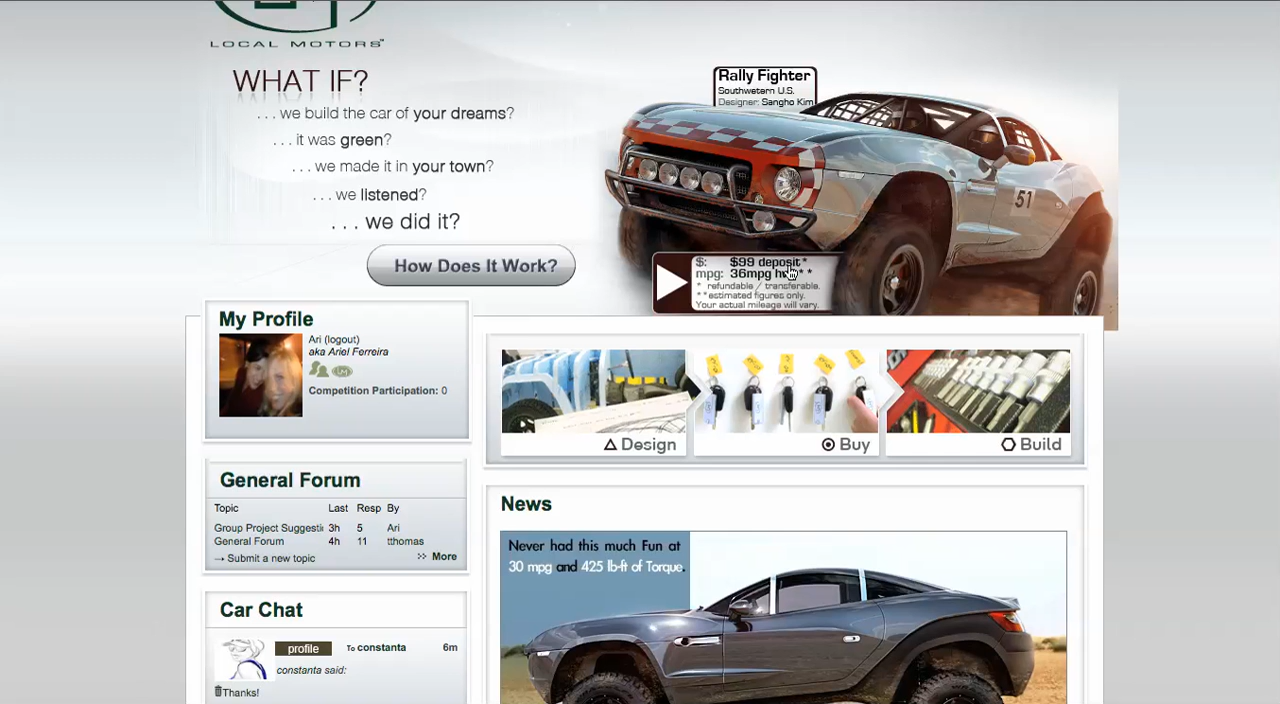 LOCAL MOTORS™
WHAT IF?
. . . we build the car of your dreams?
. . . it was green?
. . . we made it in your town?
. . . we listened?
. . . we did it?
How Does It Work?
Rally Fighter
Southwetern U.S.
Designer: Sangho Kim
51
$: $99 deposit*
mpg: 36mpg **
* refundable / transferable.
**estimated figures only.
Your actual mileage will vary.
My Profile
Ari (logout)
aka Ariel Ferreira
LM
Competition Participation: 0
Design
Buy
Build
General Forum
Topic Last Resp By
Group Project Suggesti 3h 5 Ari
General Forum 4h 11 tthomas
→ Submit a new topic
More
News
Never had this much Fun at
30 mpg and 425 lb-ft of Torque.
Car Chat
profile To constanta 6m
constanta said:
Thanks!